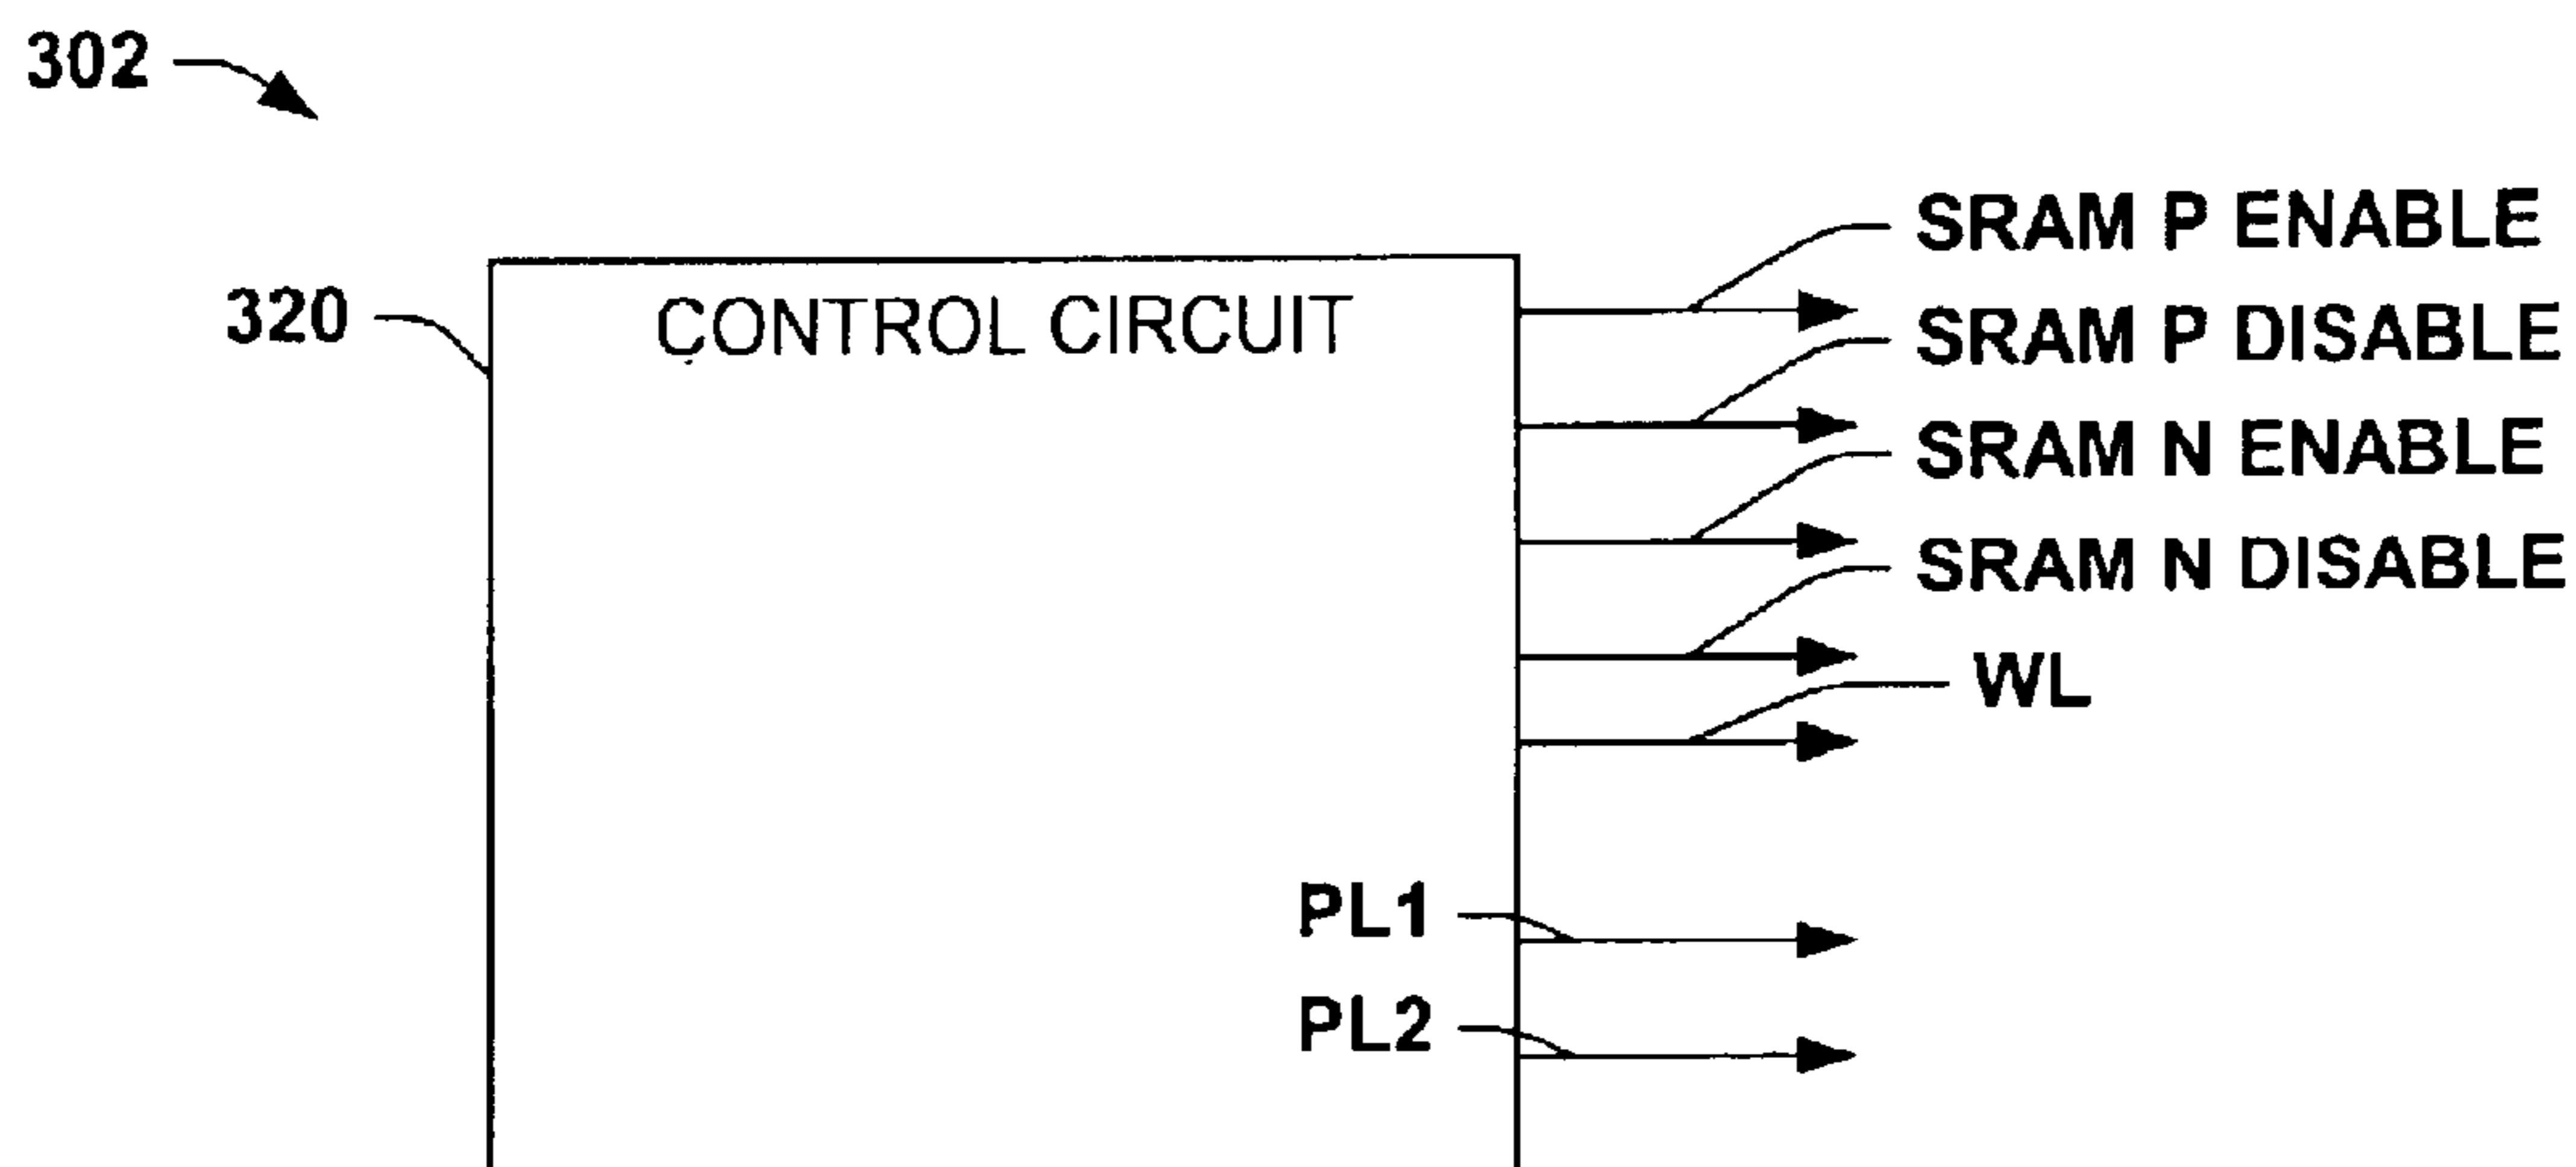 302
SRAM P ENABLE
320
CONTROL CIRCUIT
SRAM P DISABLE
SRAM N ENABLE
SRAM N DISABLE
WL
PL1
PL2